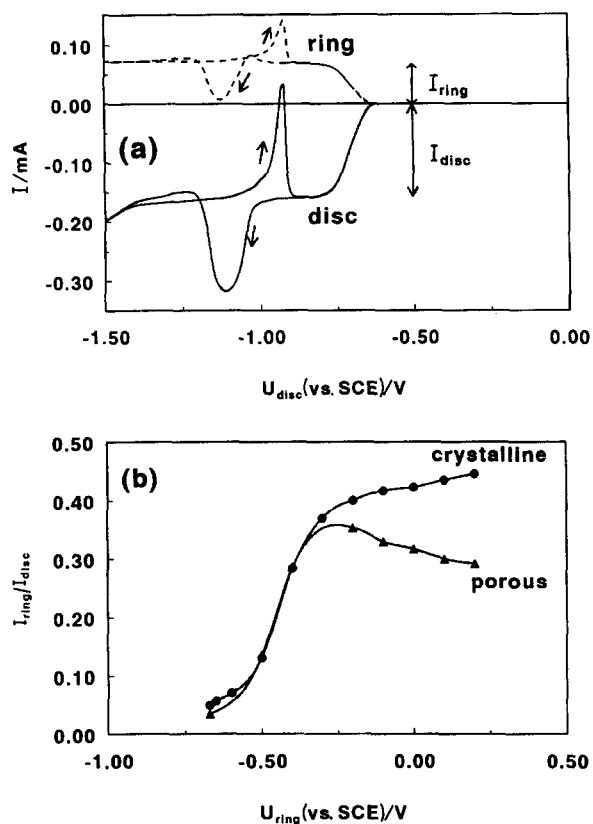 ring
0.10
0.00
I_ring
(a)
I/mA
-0.10
I_disc
-0.20
disc
-0.30
-1.50
-1.00
-0.50
0.00
U_disc(vs. SCE)/V
0.50
crystalline
(b)
0.40
0.30
I_ring/I_disc
0.20
porous
0.10
0.00
-1.00
-0.50
0.00
0.50
U_ring(vs. SCE)/V